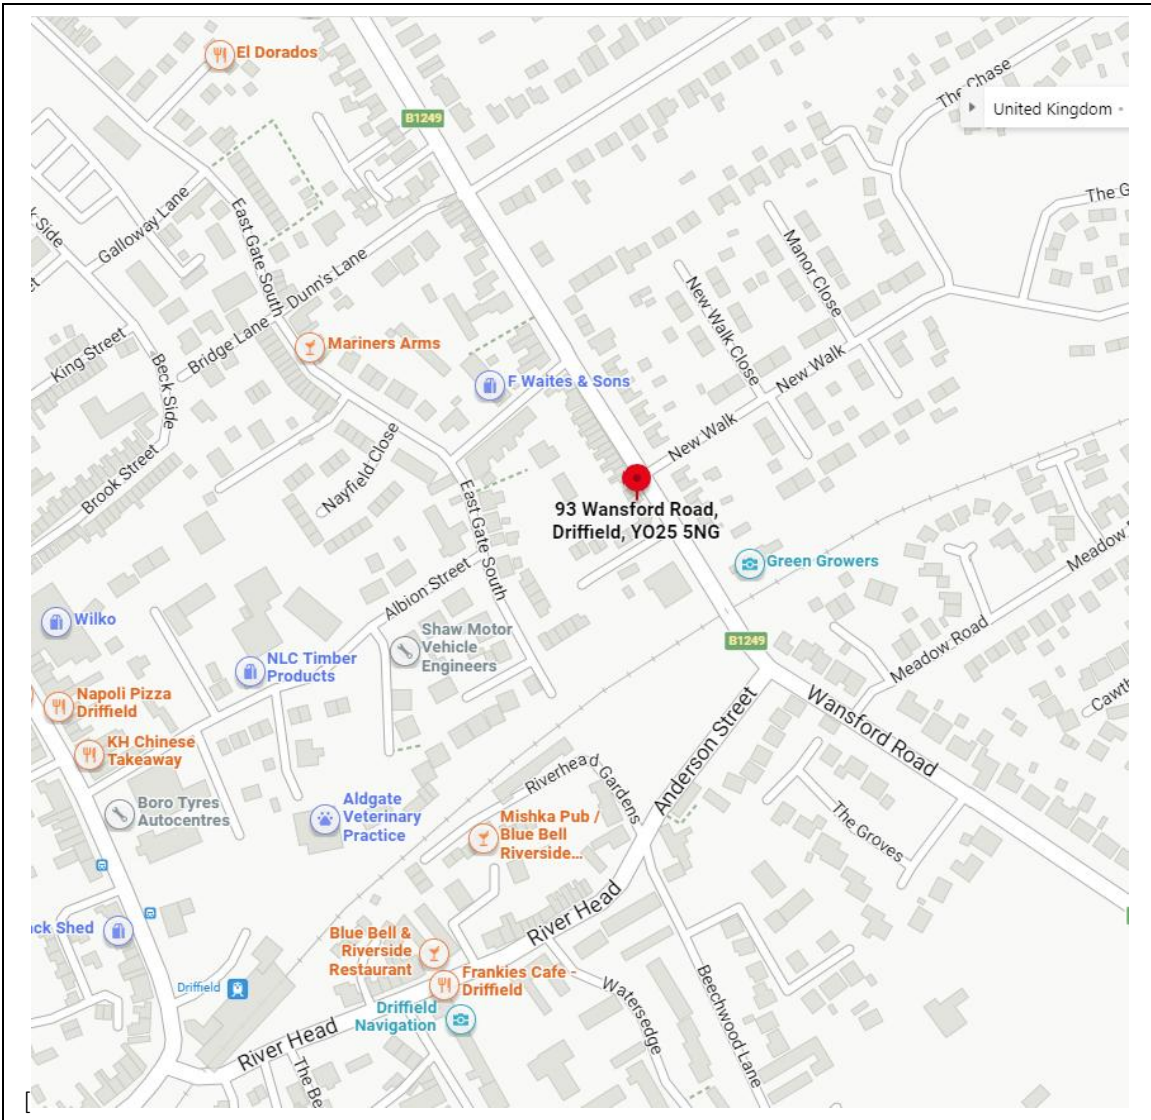 El Dorados
The Chase
United Kingdom
B1249
The G
Galloway Lane
East Gate South
Side
Manor Close
Dunn's Lane
New Walk Close
Bridge Lane
Mariners Arms
King Street
New Walk
F Waites & Sons
Beck Side
New Walk
Nayfield Close
Brook Street
East Gate South
93 Wansford Road,
Driffield, YO25 5NG
Green Growers
Meadow
Albion Street
Wilko
Shaw Motor
Vehicle
Engineers
B1249
NLC Timber
Products
Meadow Road
Cawth
Napoli Pizza
Driffield
Wansford Road
Anderson Street
KH Chinese
Takeaway
Riverhead Gardens
Boro Tyres
Autocentres
Aldgate
Veterinary
Practice
Mishka Pub /
Blue Bell
Riverside...
The Groves
River Head
ck Shed
Blue Bell &
Riverside
Restaurant
Frankies Cafe -
Driffield
Driffield
Driffield
Navigation
Watersedge
Beechwood Lane
River Head
The Be
[